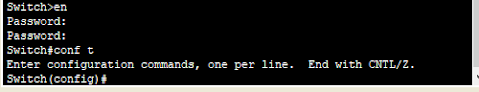 Switch>en
Password:
Password:
Switch#conf t
Enter configuration commands, one per line.  End with CNTL/Z.
Switch(config)#